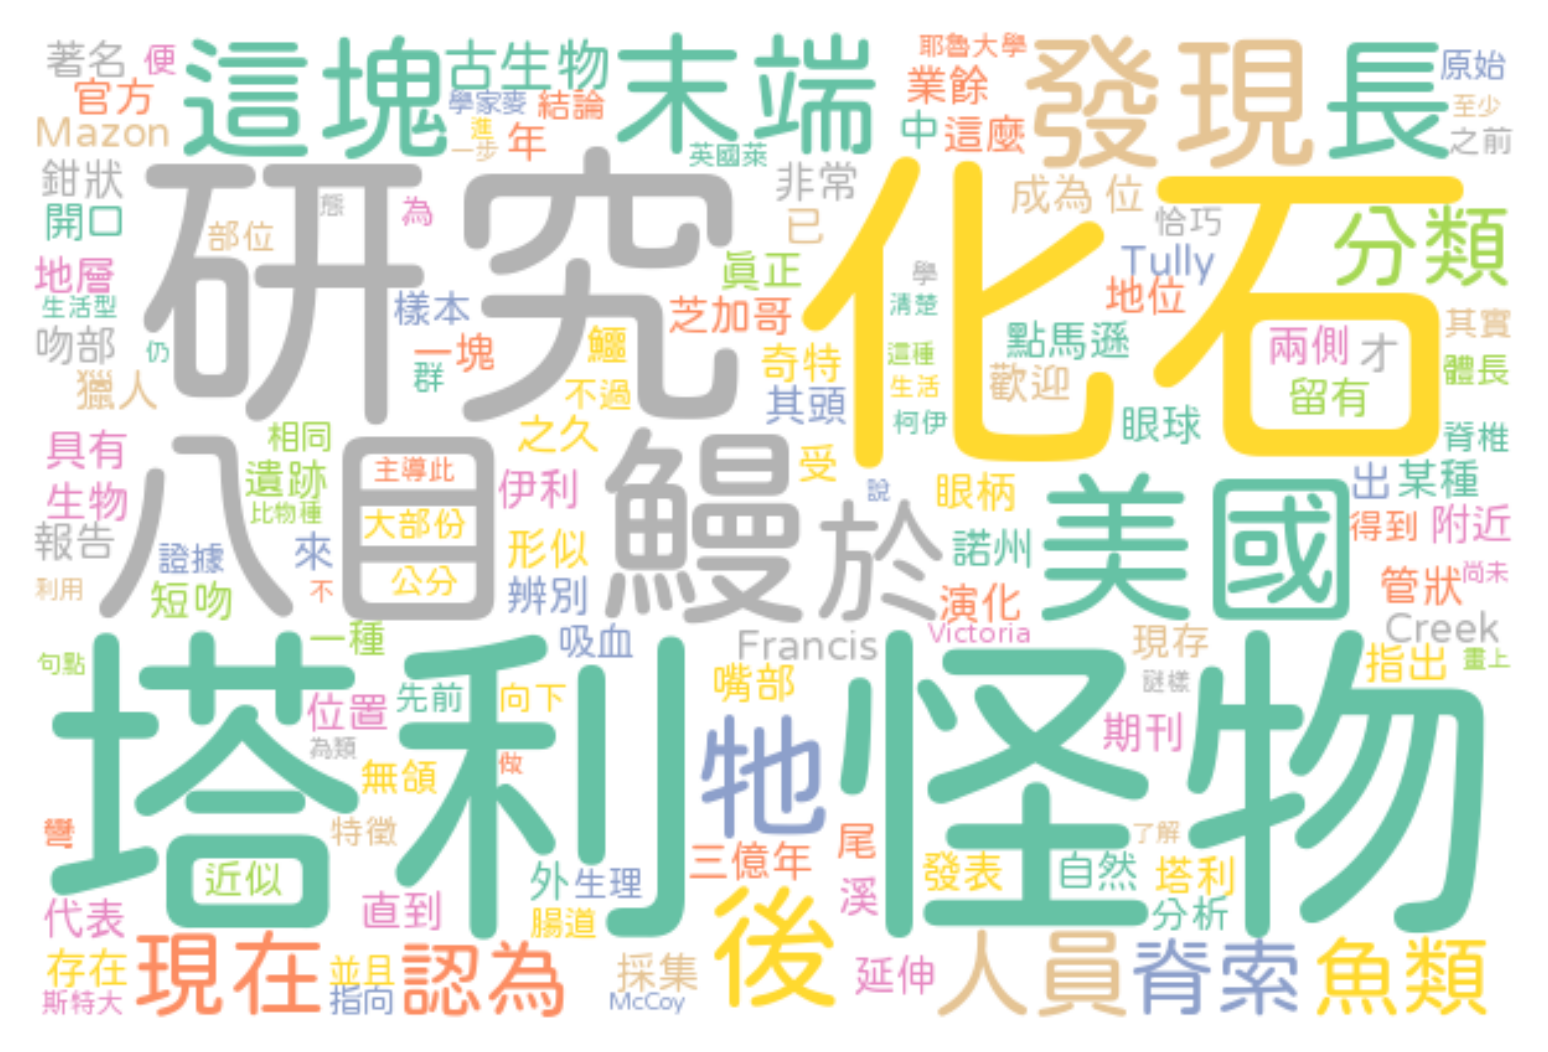 著名 便 這塊 古生物 末端 耶魯大學 發現 長 原始
官方 學家麥 結論 業餘 至少
Mazon 進一步 年 英國萊 中 這麼 之前
鉗狀 研究 態 為 非常 化石 成為 位 恰巧 分類
開口 部位 已 Tully
地層 眞正 學 地位
生活型 樣本 芝加哥 清楚 其實
吻部 仍 一塊 鱷 奇特 這種 點馬遜 兩側 才
獵人 群 不過 其頭 生活 歡迎 留有 體長
具有 八目鰻 相同 之久 柯伊 眼球 脊椎
生物 遺跡 主導此 伊利 受 說 眼柄 美國 出 某種
報告 比物種 大部份 形似 於 諾州 得到 附近
證據 來 公分 管狀 尚未
利用 短吻 不 辨別 演化
塔利怪物 一種 吸血 Francis Victoria 現存 Creek
句點 嘴部 謎樣 指出 畫上
位置 先前 向下 牠 期刊
為類 無頜 做
彎 特徵 三億年 尾 了解
近似 外 生理 發表 自然 塔利
代表 直到 腸道 後 溪 分析
存在 現在 並且 認為 採集 延伸 人員 脊索 魚類
斯特大 指向 McCoy